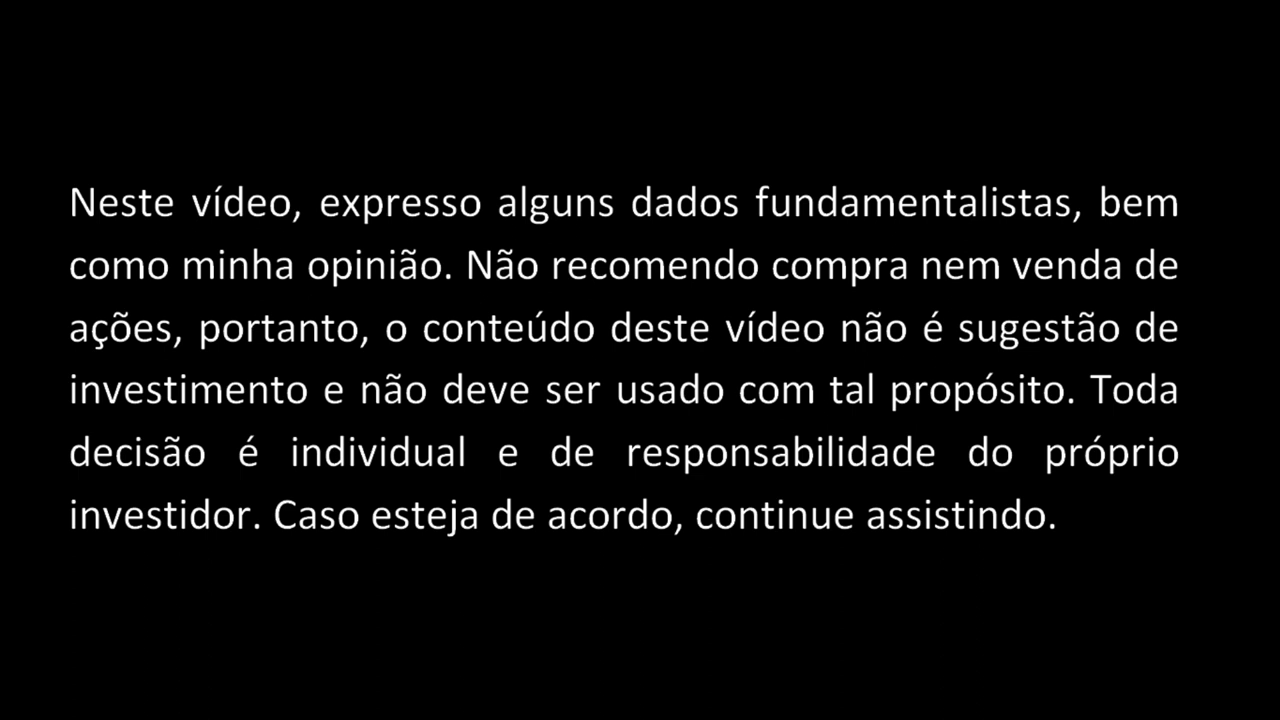 Neste vídeo, expresso alguns dados fundamentalistas, bem
como minha opinião. Não recomendo compra nem venda de
ações, portanto, o conteúdo deste vídeo não é sugestão de
investimento e não deve ser usado com tal propósito. Toda
decisão é individual e de responsabilidade do próprio
investidor. Caso esteja de acordo, continue assistindo.